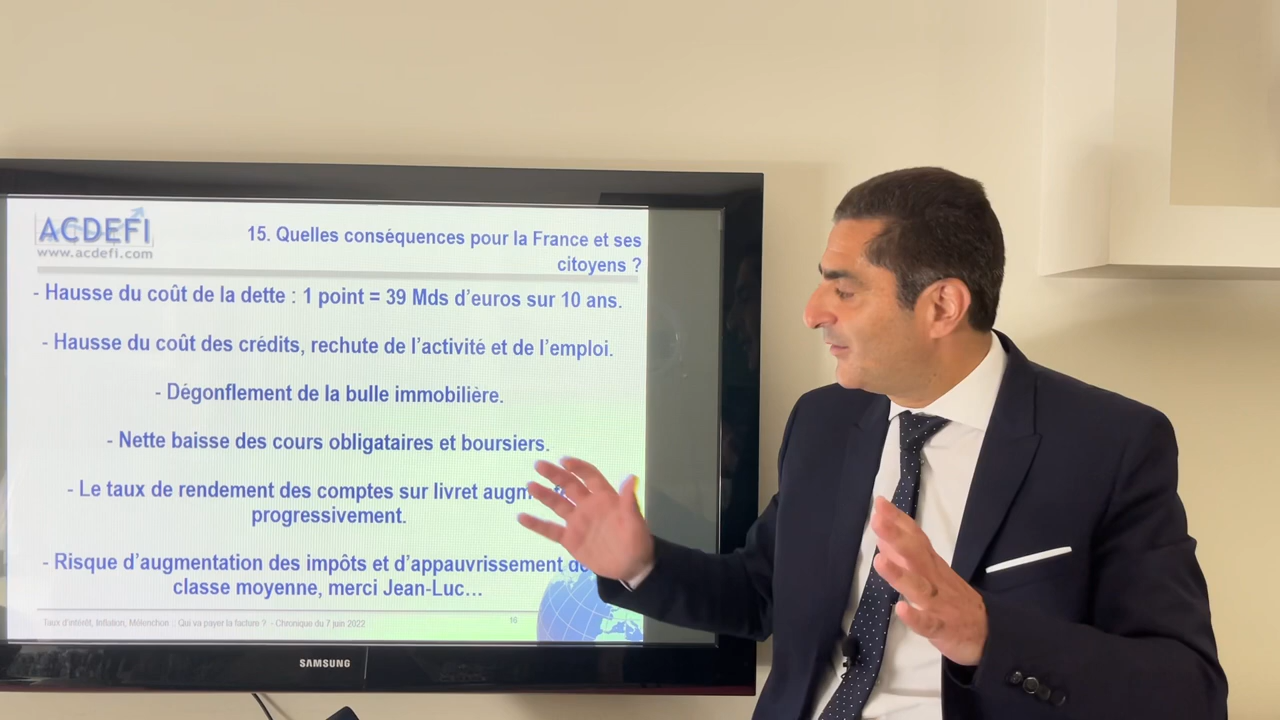 ACDEFI
www.acdefi.com
15. Quelles conséquences pour la France et ses
citoyens ?
- Hausse du coût de la dette : 1 point = 39 Mds d'euros sur 10 ans.
- Hausse du coût des crédits, rechute de l'activité et de l'emploi.
- Dégonflement de la bulle immobilière.
- Nette baisse des cours obligataires et boursiers.
- Le taux de rendement des comptes sur livret
progressivement.
- Risque d'augmentation des impôts et d'appauvrissement
classe moyenne, merci Jean-Luc…
Taux d'intérêt, Inflation, Mélenchon : Qui va payer la facture ? - Chronique du 7 juin 2022
16
SAMSUNG